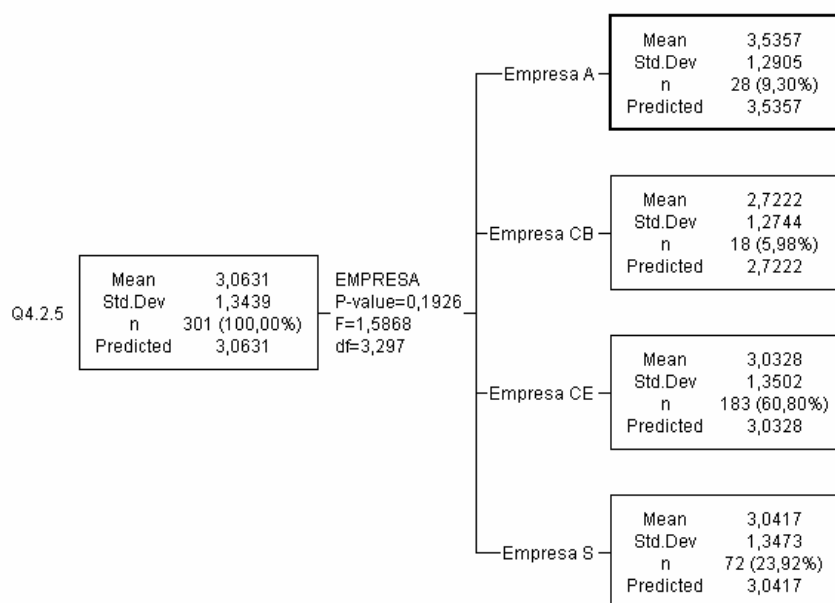 Q4.2.5
Mean 3,0631
Std.Dev 1,3439
n 301 (100,00%)
Predicted 3,0631
EMPRESA
P-value=0,1926
F=1,5868
df=3,297
Empresa A
Mean 3,5357
Std.Dev 1,2905
n 28 (9,30%)
Predicted 3,5357
Empresa CB
Mean 2,7222
Std.Dev 1,2744
n 18 (5,98%)
Predicted 2,7222
Empresa CE
Mean 3,0328
Std.Dev 1,3502
n 183 (60,80%)
Predicted 3,0328
Empresa S
Mean 3,0417
Std.Dev 1,3473
n 72 (23,92%)
Predicted 3,0417